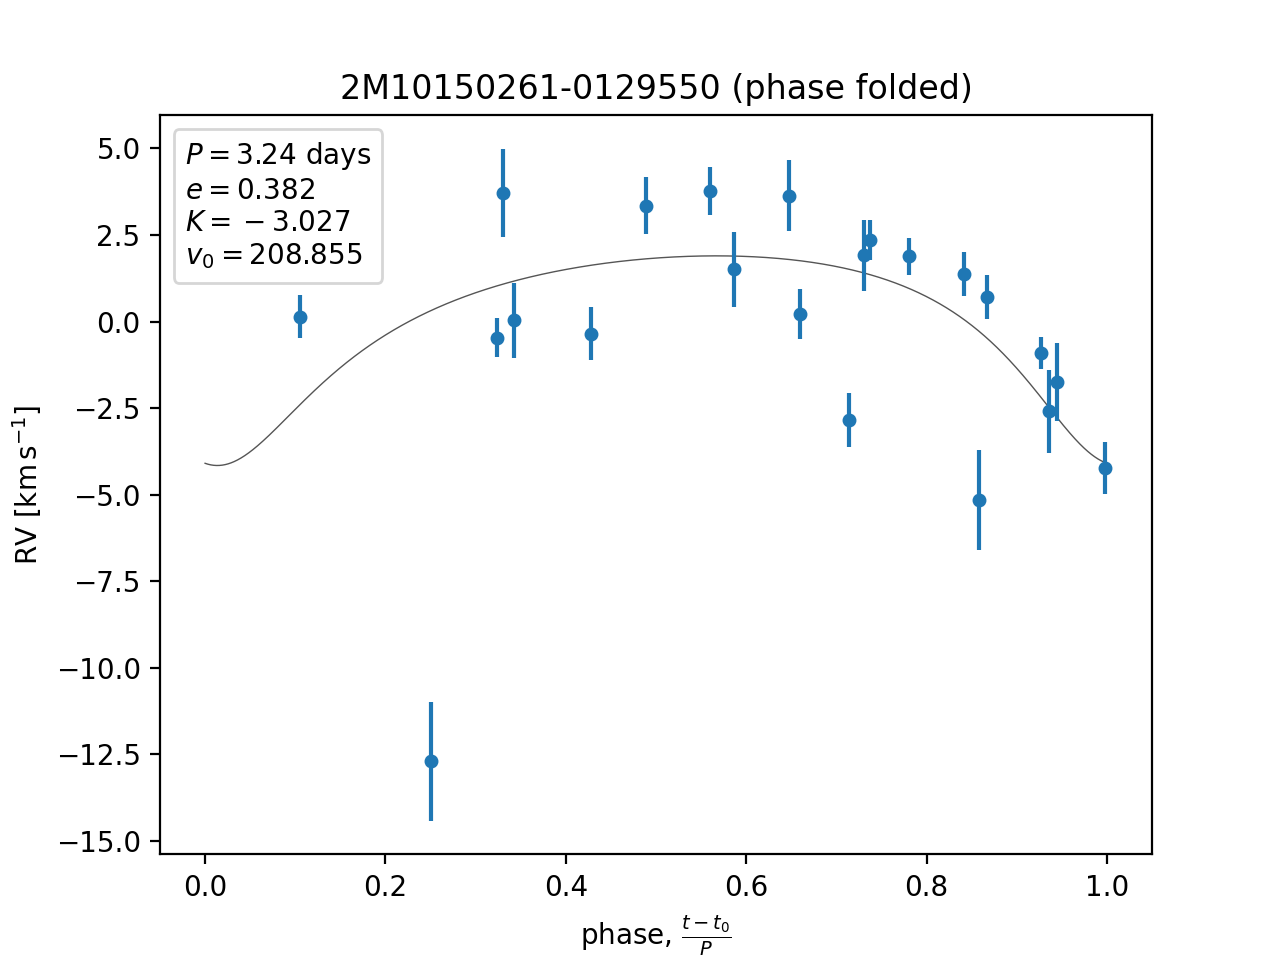 2M10150261-0129550 (phase folded)
P = 3.24 days
e = 0.382
K = −3.027
v₀ = 208.855
5.0
2.5
0.0
−2.5
−5.0
−7.5
−10.0
−12.5
−15.0
RV [km s⁻¹]
0.0 0.2 0.4 0.6 0.8 1.0
phase, (t − t₀)/P